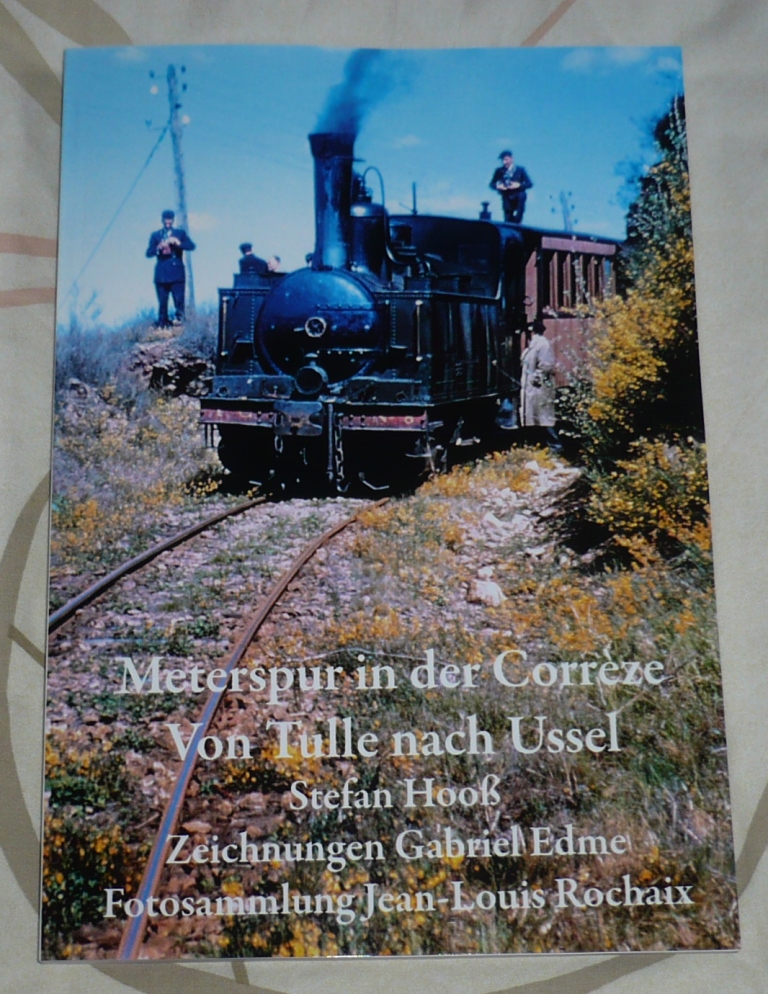 Meterspur in der Corrèze
Von Tulle nach Ussel
Stefan Hooß
Zeichnungen Gabriel Edme
Fotosammlung Jean-Louis Rochaix